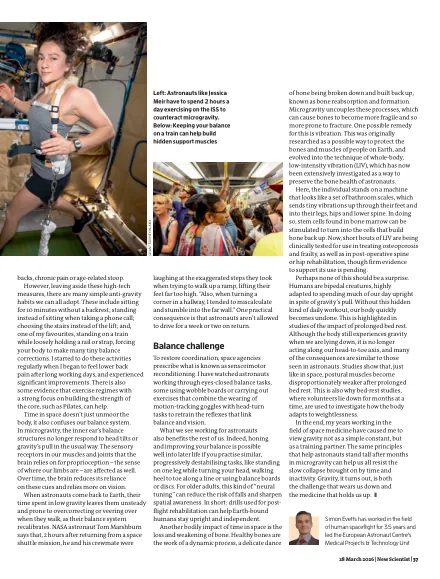 Left: Astronauts like Jessica
Meir have to spend 2 hours a
day exercising on the ISS to
counteract microgravity.
Below: Keeping your balance
on a train can help build
hidden support muscles
backs, chronic pain or age-related stoop.
However, leaving aside these high-tech
measures, there are many simple anti-gravity
habits we can all adopt. These include sitting
for 10 minutes without a backrest; standing
instead of sitting when taking a phone call;
choosing the stairs instead of the lift; and,
one of my favourites, standing on a train
while loosely holding a rail or strap, forcing
your body to make many tiny balance
corrections. I started to do these activities
regularly when I began to feel lower back
pain after long working days, and experienced
significant improvements. There is also
some evidence that exercise regimes with
a strong focus on building the strength of
the core, such as Pilates, can help.
Time in space doesn't just unmoor the
body, it also confuses our balance system.
In microgravity, the inner ear's balance
structures no longer respond to head tilts or
gravity's pull in the usual way. The sensory
receptors in our muscles and joints that the
brain relies on for proprioception – the sense
of where our limbs are – are affected as well.
Over time, the brain reduces its reliance
on these cues and relies more on vision.
When astronauts come back to Earth, their
time spent in low gravity leaves them unsteady
and prone to overcorrecting or veering over
when they walk, as their balance system
recalibrates. NASA astronaut Tom Marshburn
says that, 2 hours after returning from a space
shuttle mission, he and his crewmate were
laughing at the exaggerated steps they took
when trying to walk up a ramp, lifting their
feet far too high. "Also, when turning a
corner in a hallway, I tended to miscalculate
and stumble into the far wall." One practical
consequence is that astronauts aren't allowed
to drive for a week or two on return.
Balance challenge
To restore coordination, space agencies
prescribe what is known as sensorimotor
reconditioning. I have watched astronauts
working through eyes-closed balance tasks,
some using wobble boards or carrying out
exercises that combine the wearing of
motion-tracking goggles with head-turn
tasks to retrain the reflexes that link
balance and vision.
What we see working for astronauts
also benefits the rest of us. Indeed, honing
and improving your balance is possible
well into later life if you practise similar,
progressively destabilising tasks, like standing
on one leg while turning your head, walking
heel to toe along a line or using balance boards
or discs. For older adults, this kind of "neural
tuning" can reduce the risk of falls and sharpen
spatial awareness. In short: drills used for post-
flight rehabilitation can help Earth-bound
humans stay upright and independent.
Another bodily impact of time in space is the
loss and weakening of bone. Healthy bones are
the work of a dynamic process, a delicate dance
of bone being broken down and built back up,
known as bone reabsorption and formation.
Microgravity uncouples these processes, which
can cause bones to become more fragile and so
more prone to fracture. One possible remedy
for this is vibration. This was originally
researched as a possible way to protect the
bones and muscles of people on Earth, and
evolved into the technique of whole-body,
low-intensity vibration (LIV), which has now
been extensively investigated as a way to
preserve the bone health of astronauts.
Here, the individual stands on a machine
that looks like a set of bathroom scales, which
sends tiny vibrations up through their feet and
into their legs, hips and lower spine. In doing
so, stem cells found in bone marrow can be
stimulated to turn into the cells that build
bone back up. Now, short bouts of LIV are being
clinically tested for use in treating osteoporosis
and frailty, as well as in post-operative spine
or hip rehabilitation, though firm evidence
to support its use is pending.
Perhaps none of this should be a surprise.
Humans are bipedal creatures, highly
adapted to spending much of our day upright
in spite of gravity's pull. Without this hidden
kind of daily workout, our body quickly
becomes undone. This is highlighted in
studies of the impact of prolonged bed rest.
Although the body still experiences gravity
when we are lying down, it is no longer
acting along our head-to-toe axis, and many
of the consequences are similar to those
seen in astronauts. Studies show that, just
like in space, postural muscles become
disproportionately weaker after prolonged
bed rest. This is also why bed-rest studies,
where volunteers lie down for months at a
time, are used to investigate how the body
adapts to weightlessness.
In the end, my years working in the
field of space medicine have caused me to
view gravity not as a simple constant, but
as a training partner. The same principles
that help astronauts stand tall after months
in microgravity can help us all resist the
slow collapse brought on by time and
inactivity. Gravity, it turns out, is both
the challenge that wears us down and
the medicine that holds us up.
Simon Evetts has worked in the field
of human spaceflight for 35 years and
led the European Astronaut Centre's
Medical Projects & Technology Unit
28 March 2026 | New Scientist | 37